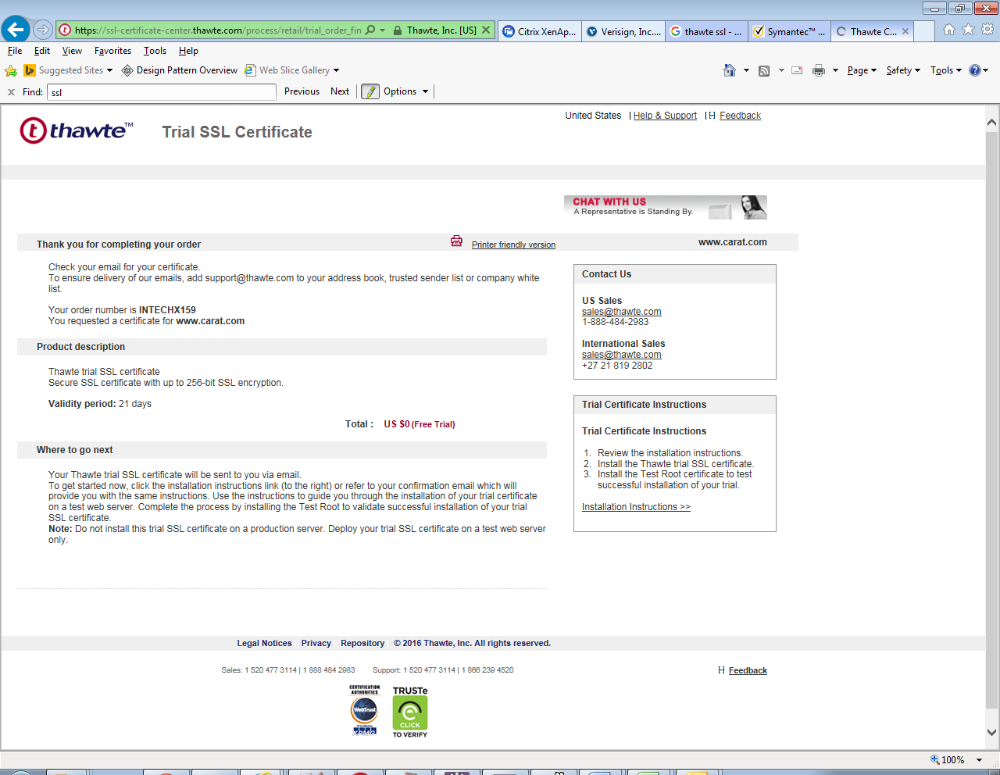 https://ssl-certificate-center.thawte.com/process/retail/trial_order_fin
Thawte, Inc. [US]
Citrix XenAp...
Verisign, Inc....
thawte ssl - ...
Symantec™ ...
Thawte C...
File Edit View Favorites Tools Help
Suggested Sites
Design Pattern Overview
Web Slice Gallery
Page Safety Tools
Find: ssl Previous Next Options
thawte™
Trial SSL Certificate
United States | Help & Support | Feedback
CHAT WITH US
A Representative is Standing By.
Thank you for completing your order
Printer friendly version
www.carat.com
Check your email for your certificate.
To ensure delivery of our emails, add support@thawte.com to your address book, trusted sender list or company white
list.
Your order number is INTECHX159
You requested a certificate for www.carat.com
Product description
Thawte trial SSL certificate
Secure SSL certificate with up to 256-bit SSL encryption.
Validity period: 21 days
Total : US $0 (Free Trial)
Where to go next
Your Thawte trial SSL certificate will be sent to you via email.
To get started now, click the installation instructions link (to the right) or refer to your confirmation email which will
provide you with the same instructions. Use the instructions to guide you through the installation of your trial certificate
on a test web server. Complete the process by installing the Test Root to validate successful installation of your trial
SSL certificate.
Note: Do not install this trial SSL certificate on a production server. Deploy your trial SSL certificate on a test web server
only.
Contact Us
US Sales
sales@thawte.com
1-888-484-2983
International Sales
sales@thawte.com
+27 21 819 2802
Trial Certificate Instructions
Trial Certificate Instructions
1. Review the installation instructions.
2. Install the Thawte trial SSL certificate.
3. Install the Test Root certificate to test
successful installation of your trial.
Installation Instructions >>
Legal Notices Privacy Repository © 2016 Thawte, Inc. All rights reserved.
Sales: 1 520 477 3114 | 1 888 484 2983 Support: 1 520 477 3114 | 1 866 239 4520
Feedback
CERTIFICATION
AUTHORITIES
WebTrust
TRUSTe
CLICK
TO VERIFY
100%